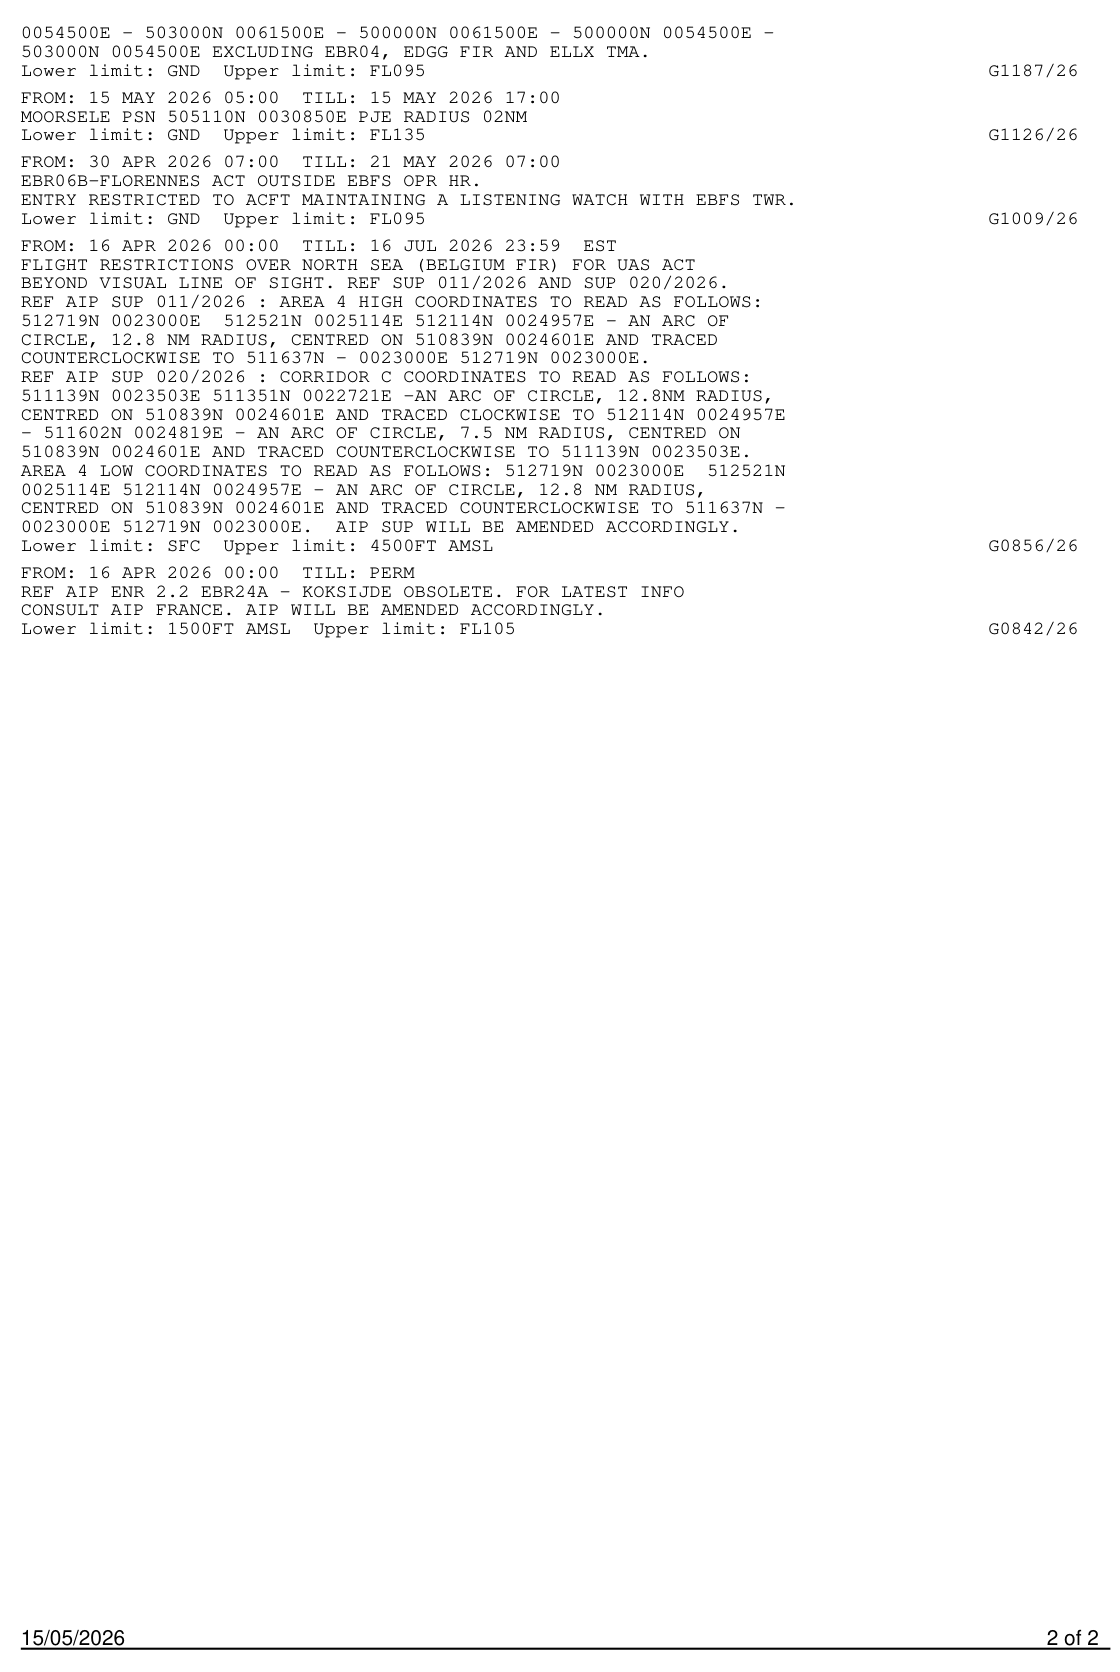 0054500E - 503000N 0061500E - 500000N 0061500E - 500000N 0054500E -
503000N 0054500E EXCLUDING EBR04, EDGG FIR AND ELLX TMA.
Lower limit: GND  Upper limit: FL095 G1187/26
FROM: 15 MAY 2026 05:00  TILL: 15 MAY 2026 17:00
MOORSELE PSN 505110N 0030850E PJE RADIUS 02NM
Lower limit: GND  Upper limit: FL135 G1126/26
FROM: 30 APR 2026 07:00  TILL: 21 MAY 2026 07:00
EBR06B-FLORENNES ACT OUTSIDE EBFS OPR HR.
ENTRY RESTRICTED TO ACFT MAINTAINING A LISTENING WATCH WITH EBFS TWR.
Lower limit: GND  Upper limit: FL095 G1009/26
FROM: 16 APR 2026 00:00  TILL: 16 JUL 2026 23:59  EST
FLIGHT RESTRICTIONS OVER NORTH SEA (BELGIUM FIR) FOR UAS ACT
BEYOND VISUAL LINE OF SIGHT. REF SUP 011/2026 AND SUP 020/2026.
REF AIP SUP 011/2026 : AREA 4 HIGH COORDINATES TO READ AS FOLLOWS:
512719N 0023000E  512521N 0025114E 512114N 0024957E - AN ARC OF
CIRCLE, 12.8 NM RADIUS, CENTRED ON 510839N 0024601E AND TRACED
COUNTERCLOCKWISE TO 511637N - 0023000E 512719N 0023000E.
REF AIP SUP 020/2026 : CORRIDOR C COORDINATES TO READ AS FOLLOWS:
511139N 0023503E 511351N 0022721E -AN ARC OF CIRCLE, 12.8NM RADIUS,
CENTRED ON 510839N 0024601E AND TRACED CLOCKWISE TO 512114N 0024957E
- 511602N 0024819E - AN ARC OF CIRCLE, 7.5 NM RADIUS, CENTRED ON
510839N 0024601E AND TRACED COUNTERCLOCKWISE TO 511139N 0023503E.
AREA 4 LOW COORDINATES TO READ AS FOLLOWS: 512719N 0023000E  512521N
0025114E 512114N 0024957E - AN ARC OF CIRCLE, 12.8 NM RADIUS,
CENTRED ON 510839N 0024601E AND TRACED COUNTERCLOCKWISE TO 511637N -
0023000E 512719N 0023000E.  AIP SUP WILL BE AMENDED ACCORDINGLY.
Lower limit: SFC  Upper limit: 4500FT AMSL G0856/26
FROM: 16 APR 2026 00:00  TILL: PERM
REF AIP ENR 2.2 EBR24A - KOKSIJDE OBSOLETE. FOR LATEST INFO
CONSULT AIP FRANCE. AIP WILL BE AMENDED ACCORDINGLY.
Lower limit: 1500FT AMSL  Upper limit: FL105 G0842/26
15/05/2026 2 of 2